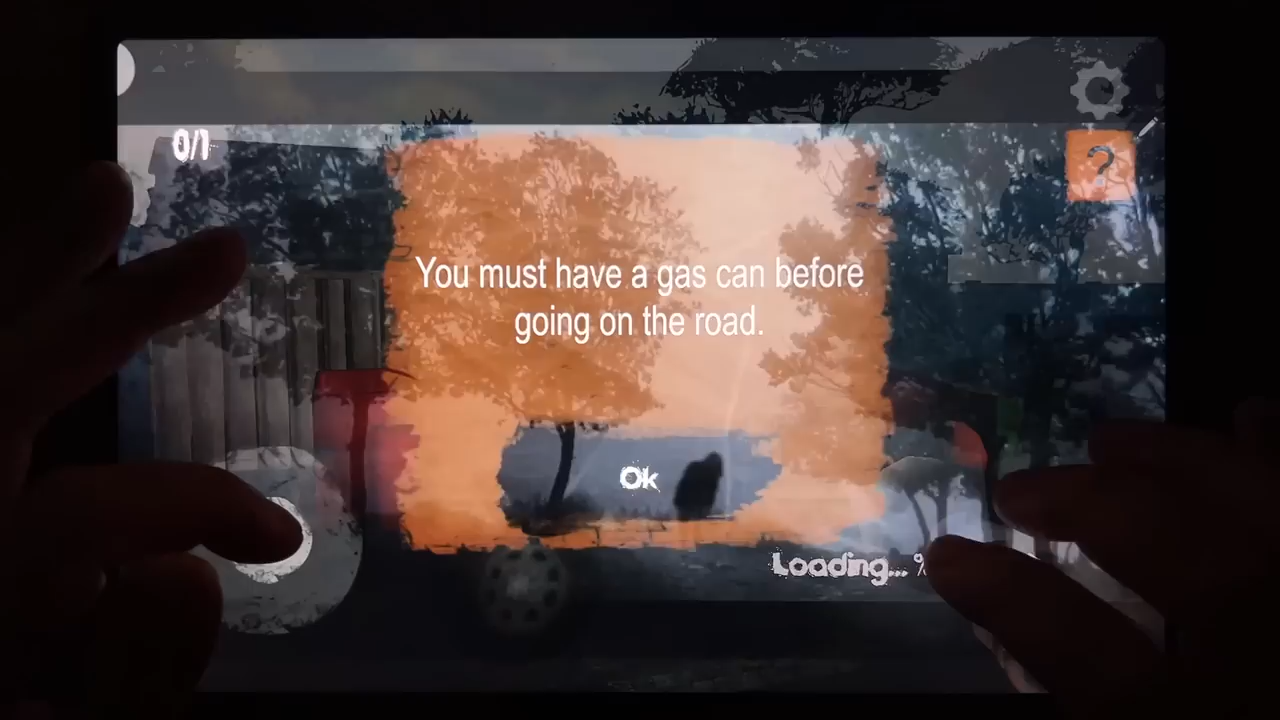 0/1
?
You must have a gas can before
going on the road.
Ok
Loading... %